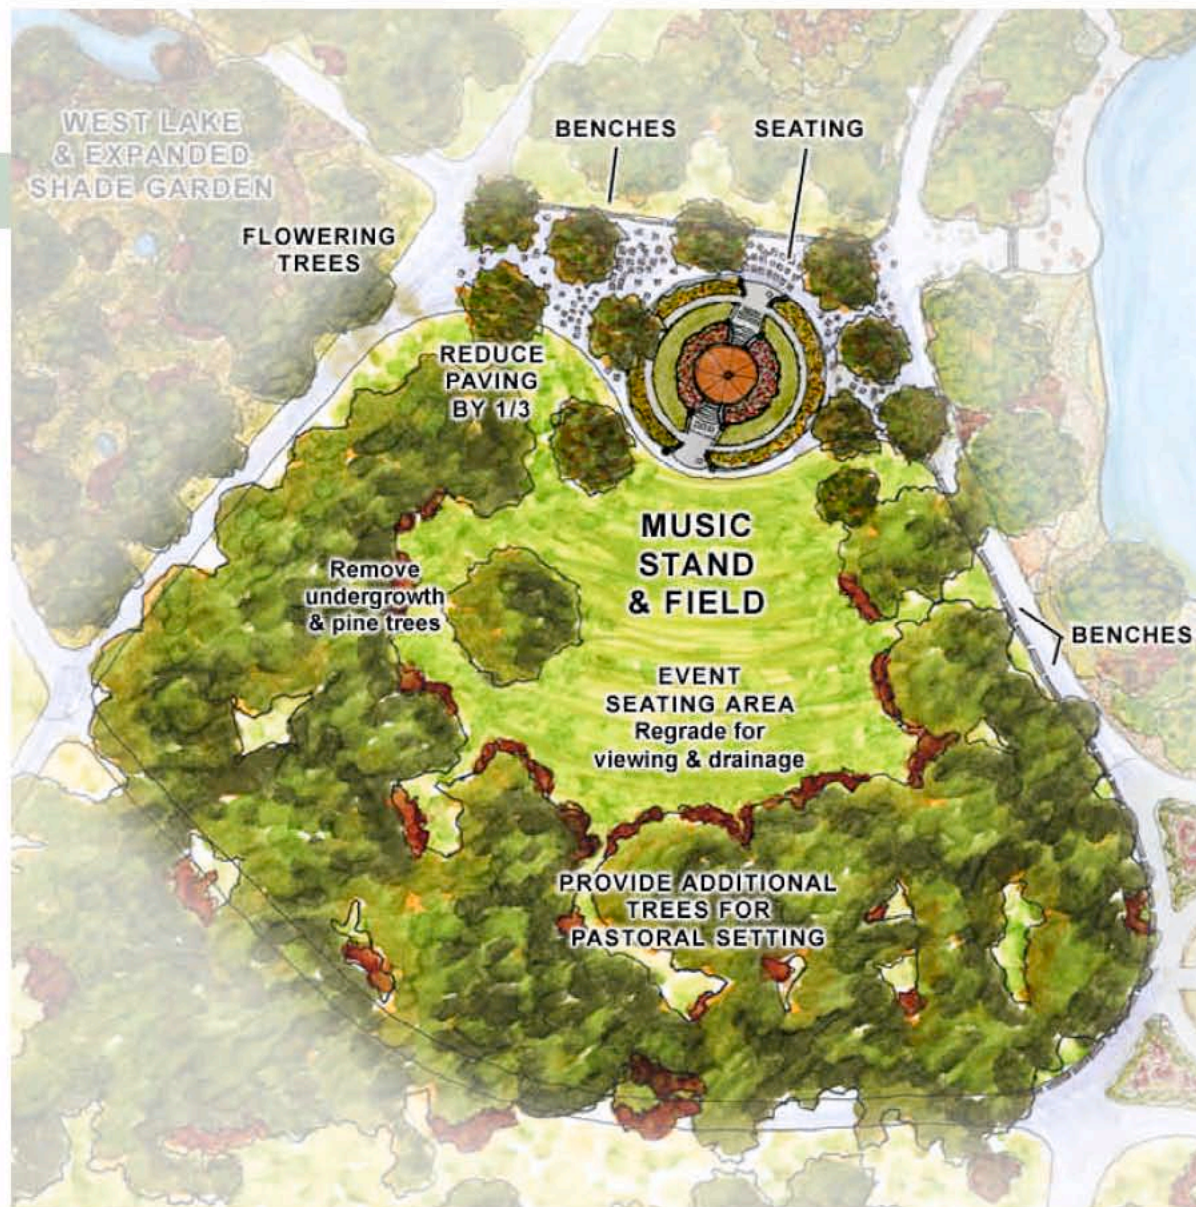 WEST LAKE
& EXPANDED
SHADE GARDEN
BENCHES
SEATING
FLOWERING
TREES
REDUCE
PAVING
BY 1/3
MUSIC
STAND
& FIELD
Remove
undergrowth
& pine trees
BENCHES
EVENT
SEATING AREA
Regrade for
viewing & drainage
PROVIDE ADDITIONAL
TREES FOR
PASTORAL SETTING